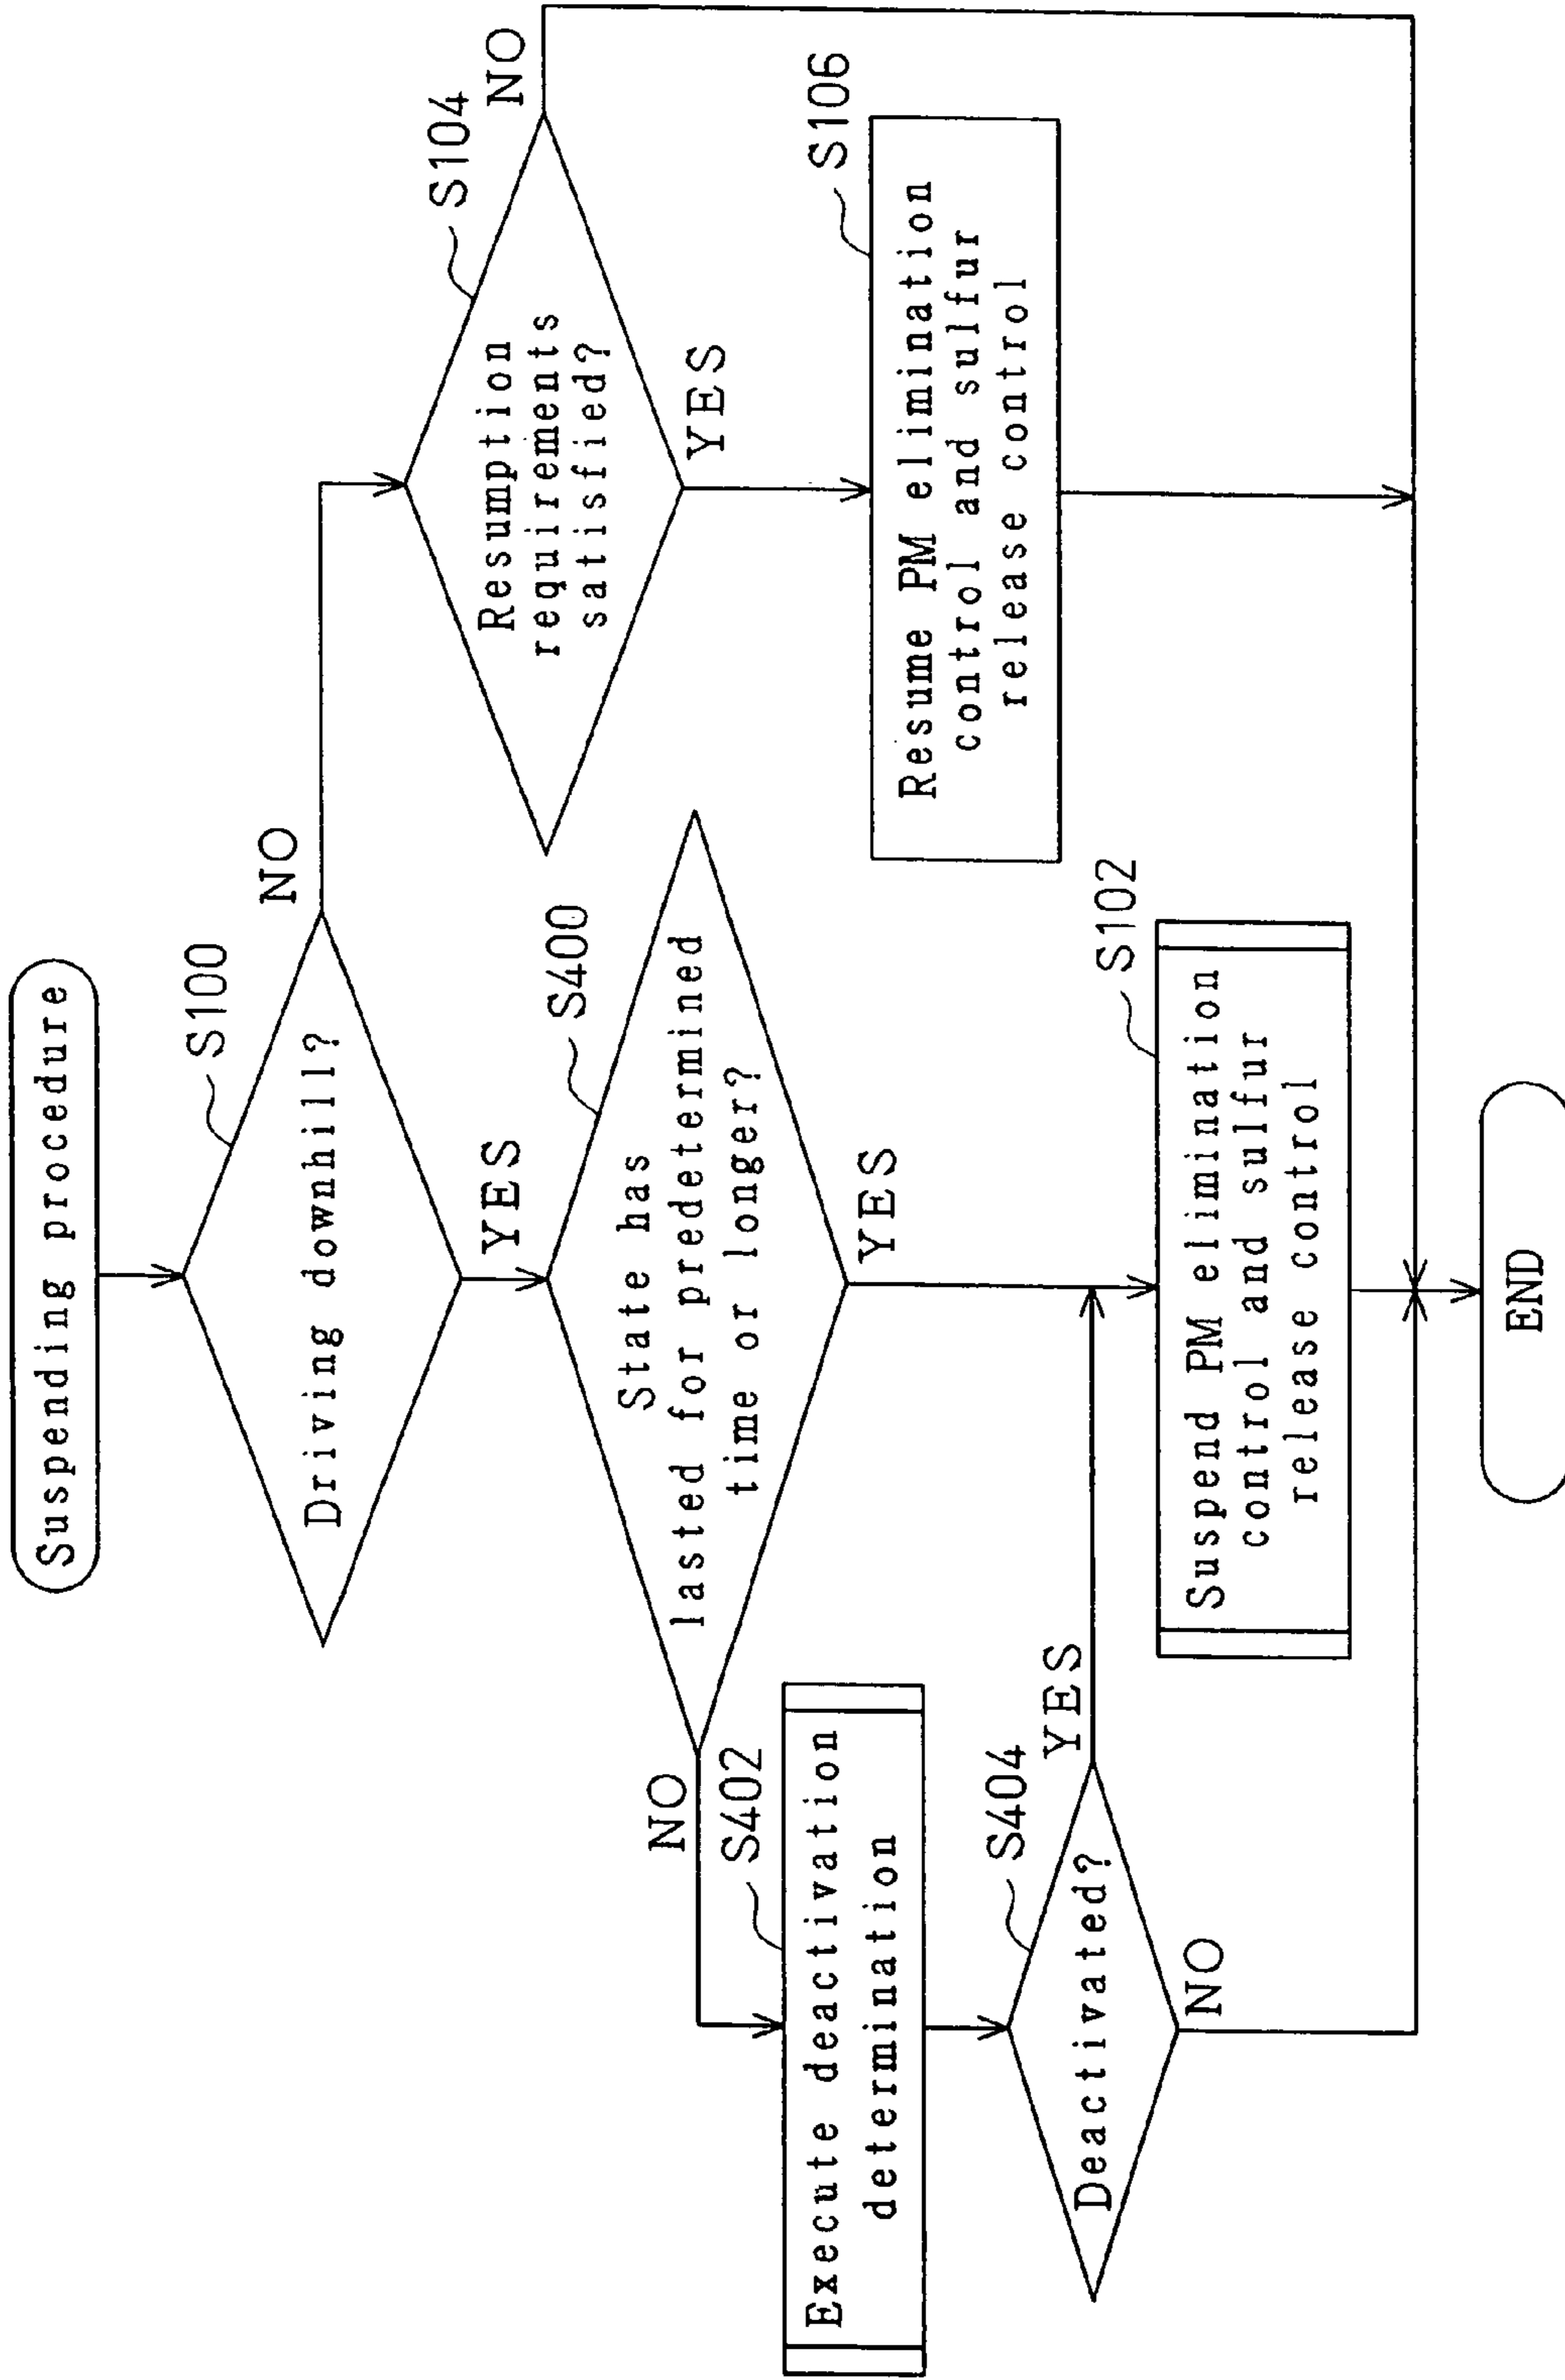 Suspending procedure
S100
Driving downhill?
NO
YES
S104
Resumption
requirements
satisfied?
NO
YES
S400
State has
lasted for predetermined
time or longer?
NO
YES
S106
Resume PM elimination
control and sulfur
release control
S402
Execute deactivation
determination
S404
Deactivated?
YES
NO
S102
Suspend PM elimination
control and sulfur
release control
END